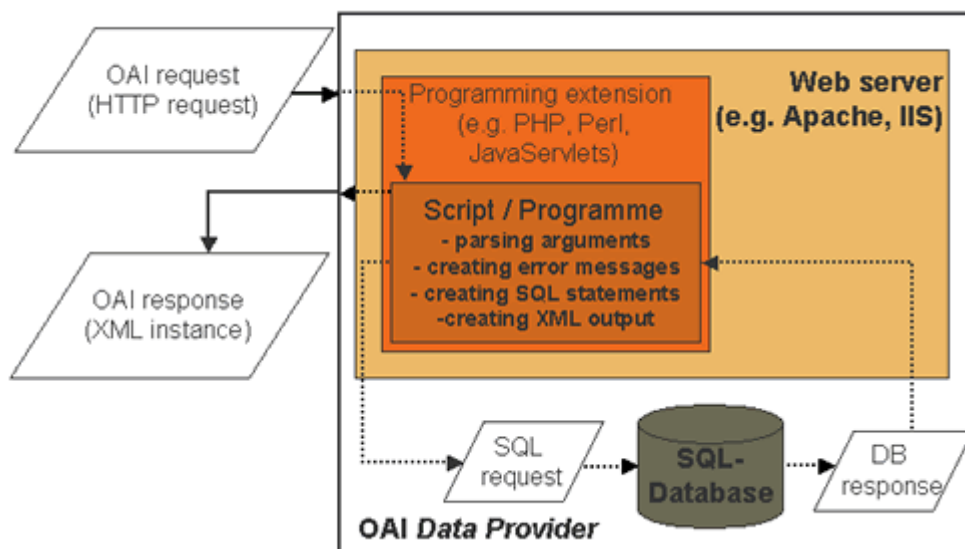 OAI request
(HTTP request)
Programming extension
(e.g. PHP, Perl,
JavaServlets)
Web server
(e.g. Apache, IIS)
Script / Programme
- parsing arguments
- creating error messages
- creating SQL statements
-creating XML output
OAI response
(XML instance)
SQL
request
SQL-
Database
DB
response
OAI Data Provider